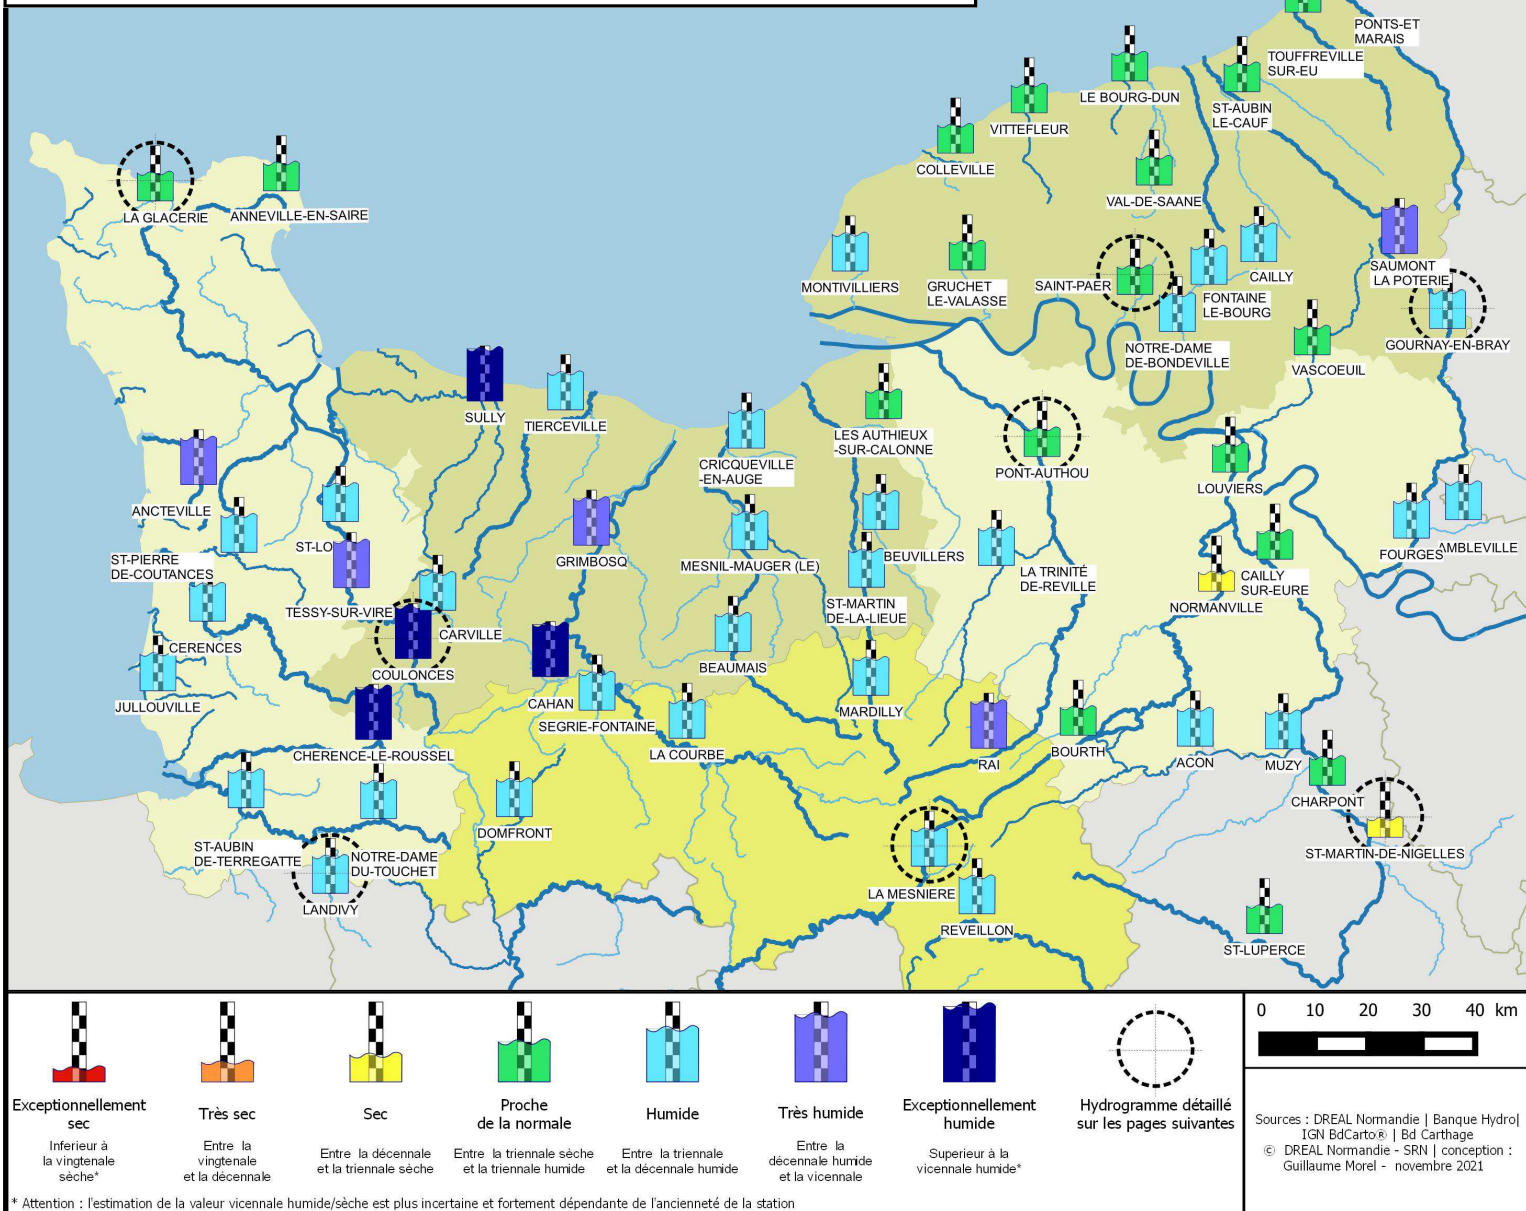 PONTS-ET
MARAIS
TOUFFREVILLE
SUR-EU
LE BOURG-DUN
ST-AUBIN
LE-CAUF
VITTEFLEUR
COLLEVILLE
VAL-DE-SAANE
LA GLACERIE
ANNEVILLE-EN-SAIRE
SAUMONT
LA POTERIE
CAILLY
MONTIVILLIERS
GRUCHET
LE-VALASSE
SAINT-PAER
FONTAINE
LE-BOURG
GOURNAY-EN-BRAY
NOTRE-DAME
DE-BONDEVILLE
VASCOEUIL
SULLY
TIERCEVILLE
LES AUTHIEUX
-SUR-CALONNE
CRICQUEVILLE
-EN-AUGE
PONT-AUTHOU
LOUVIERS
ANCTEVILLE
ST-LO
GRIMBOSQ
MESNIL-MAUGER (LE)
BEUVILLERS
FOURGES
AMBLEVILLE
ST-PIERRE
DE-COUTANCES
LA TRINITÉ
DE-REVILLE
CAILLY
SUR-EURE
NORMANVILLE
TESSY-SUR-VIRE
ST-MARTIN
DE-LA-LIEUE
CARVILLE
CERENCES
COULONCES
BEAUMAIS
JULLOUVILLE
CAHAN
SEGRIE-FONTAINE
MARDILLY
CHERENCE-LE-ROUSSEL
LA COURBE
RAI
BOURTH
ACON
MUZY
CHARPONT
DOMFRONT
ST-AUBIN
DE-TERREGATTE
NOTRE-DAME
DU-TOUCHET
ST-MARTIN-DE-NIGELLES
LANDIVY
LA MESNIERE
REVEILLON
ST-LUPERCE
Exceptionnellement
sec
Inferieur à
la vingtenale
sèche*
Très sec
Entre la
vingtenale
et la décennale
Sec
Entre la décennale
et la triennale sèche
Proche
de la normale
Entre la triennale sèche
et la triennale humide
Humide
Entre la triennale
et la décennale humide
Très humide
Entre la
décennale humide
et la vicennale
Exceptionnellement
humide
Superieur à la
vicennale humide*
Hydrogramme détaillé
sur les pages suivantes
0 10 20 30 40 km
Sources : DREAL Normandie | Banque Hydro|
IGN BdCarto® | Bd Carthage
© DREAL Normandie - SRN | conception :
Guillaume Morel - novembre 2021
* Attention : l'estimation de la valeur vicennale humide/sèche est plus incertaine et fortement dépendante de l'ancienneté de la station